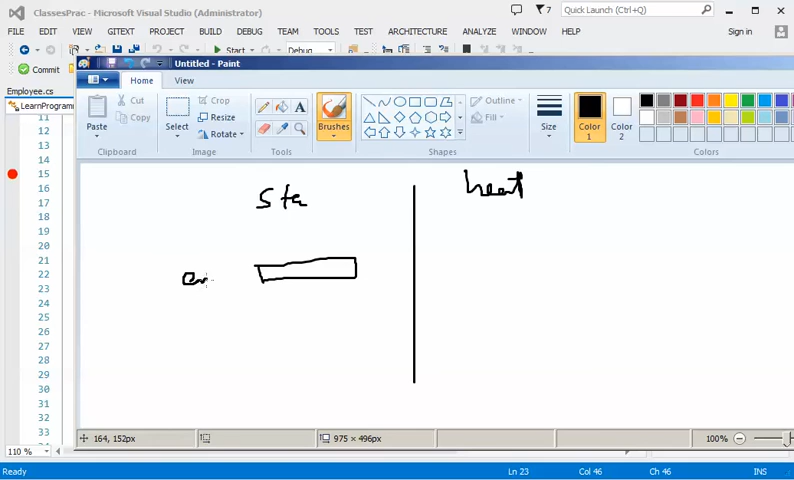 ClassesPrac - Microsoft Visual Studio (Administrator)
7
Quick Launch (Ctrl+Q)
FILE EDIT VIEW GITEXT PROJECT BUILD DEBUG TEAM TOOLS TEST ARCHITECTURE ANALYZE WINDOW HELP
Sign in
Start Debug
Commit
Untitled - Paint
Employee.cs
Home View
LearnProgramm
Cut
Copy
Paste
Clipboard
Select
Crop
Resize
Rotate
Image
A
Tools
Brushes
Shapes
Outline
Fill
Size
Color 1
Color 2
Colors
11
12
13
14
15
16
17
18
19
20
21
22
23
24
25
26
27
28
29
30
31
32
33
Sta
heat
164, 152px
975 × 496px
100%
110 %
Ready
Ln 23
Col 46
Ch 46
INS